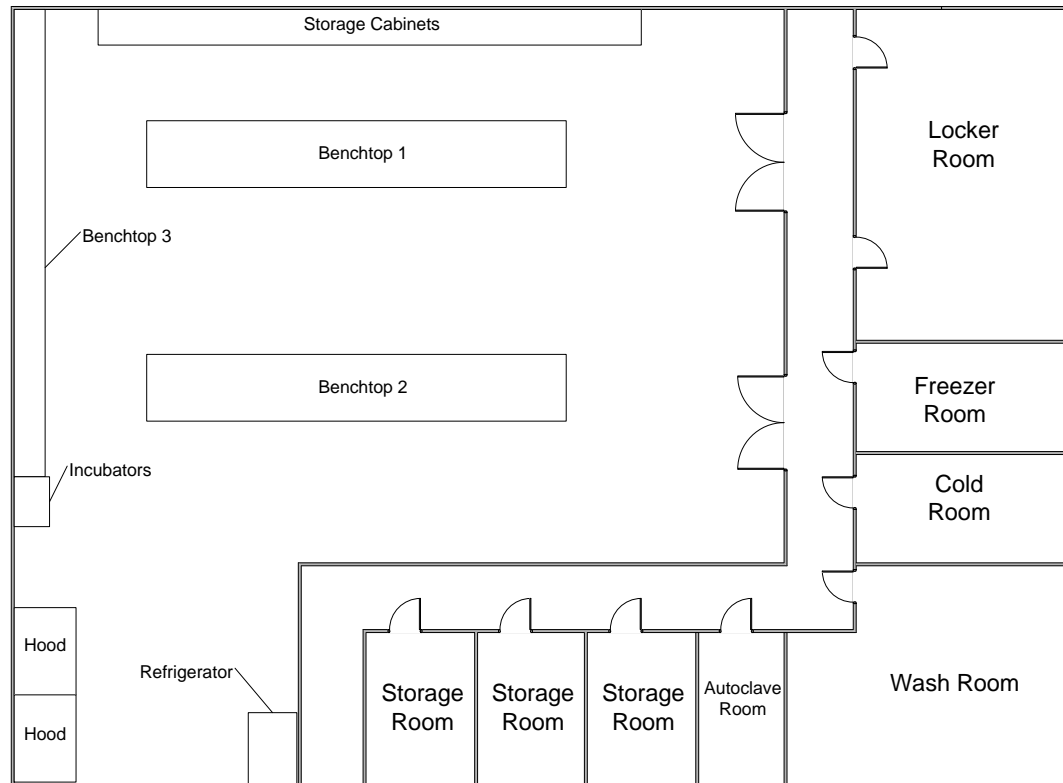 Storage Cabinets
Benchtop 1
Locker
Room
Benchtop 3
Benchtop 2
Freezer
Room
Incubators
Cold
Room
Hood
Refrigerator
Storage
Room
Storage
Room
Storage
Room
Autoclave
Room
Wash Room
Hood